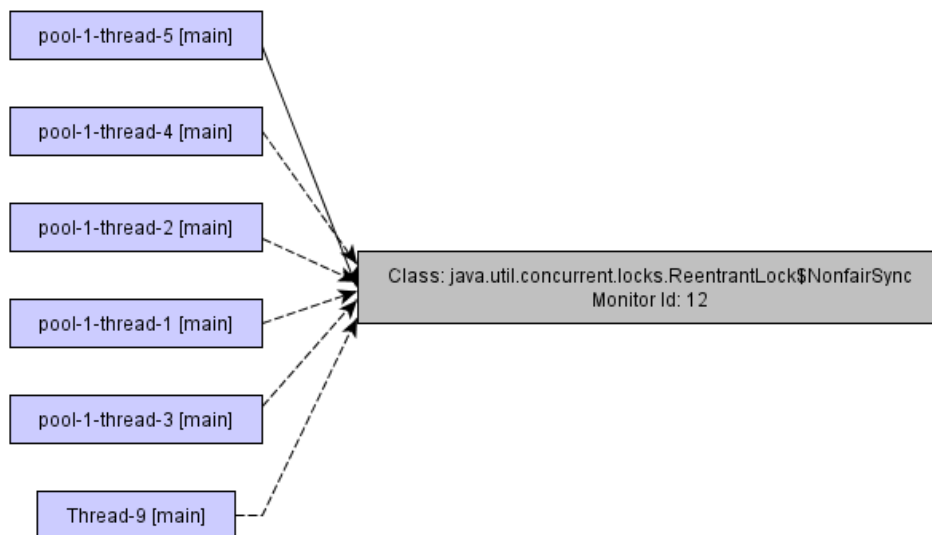 pool-1-thread-5 [main]
pool-1-thread-4 [main]
pool-1-thread-2 [main]
Class: java.util.concurrent.locks.ReentrantLock$NonfairSync
Monitor Id: 12
pool-1-thread-1 [main]
pool-1-thread-3 [main]
Thread-9 [main]